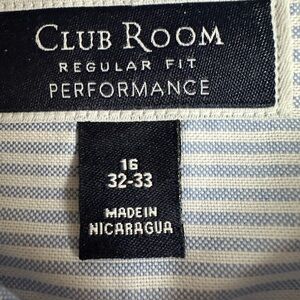 CLUB ROOM
REGULAR FIT
PERFORMANCE
16
32-33
MADE IN
NICARAGUA